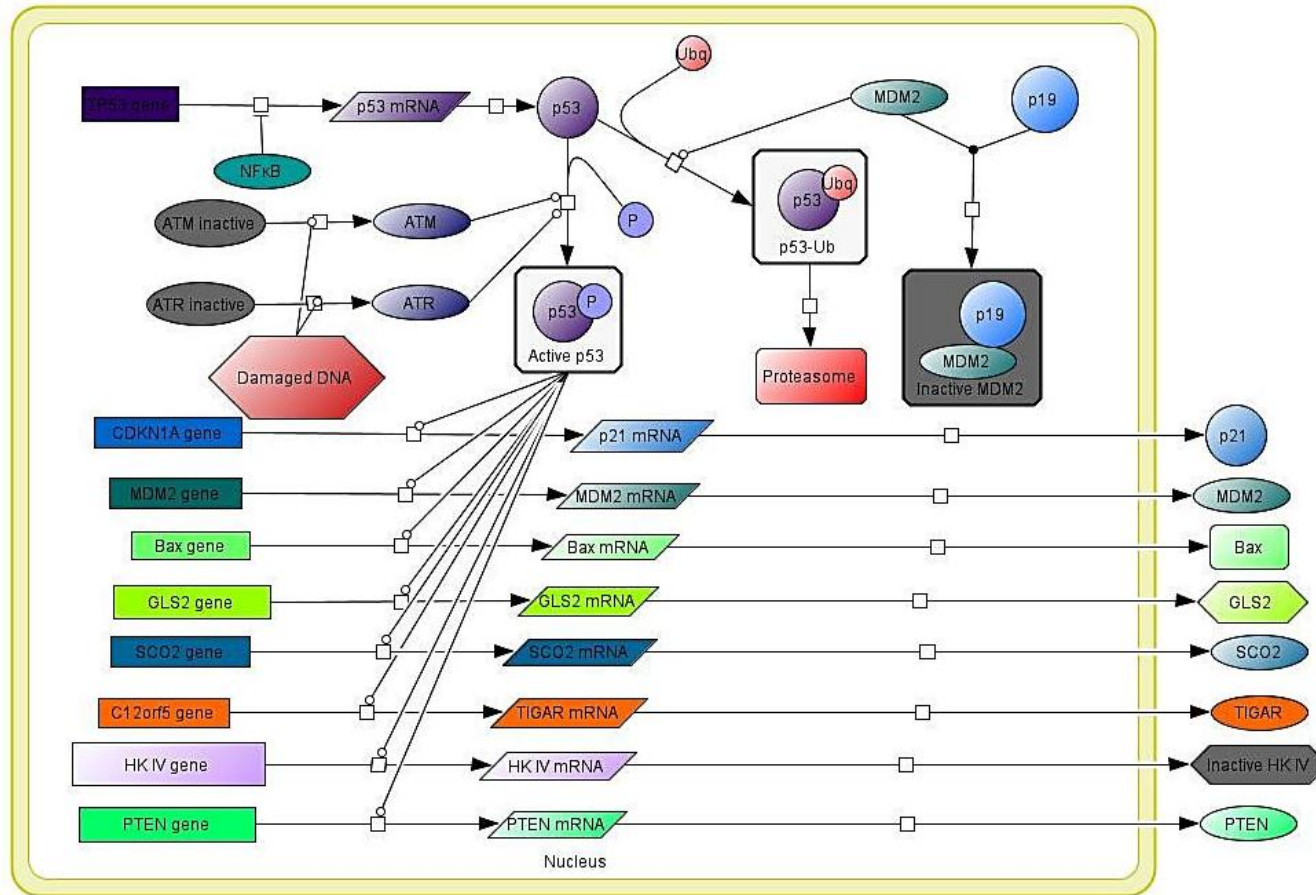 Ubq
TP53 gene
p53 mRNA
p53
MDM2
p19
NFκB
ATM inactive
ATM
P
p53
Ubq
p53-Ub
ATR inactive
ATR
p53
P
Active p53
p19
MDM2
Inactive MDM2
Damaged DNA
Proteasome
CDKN1A gene
p21 mRNA
p21
MDM2 gene
MDM2 mRNA
MDM2
Bax gene
Bax mRNA
Bax
GLS2 gene
GLS2 mRNA
GLS2
SCO2 gene
SCO2 mRNA
SCO2
C12orf5 gene
TIGAR mRNA
TIGAR
HK IV gene
HK IV mRNA
Inactive HK IV
PTEN gene
PTEN mRNA
PTEN
Nucleus